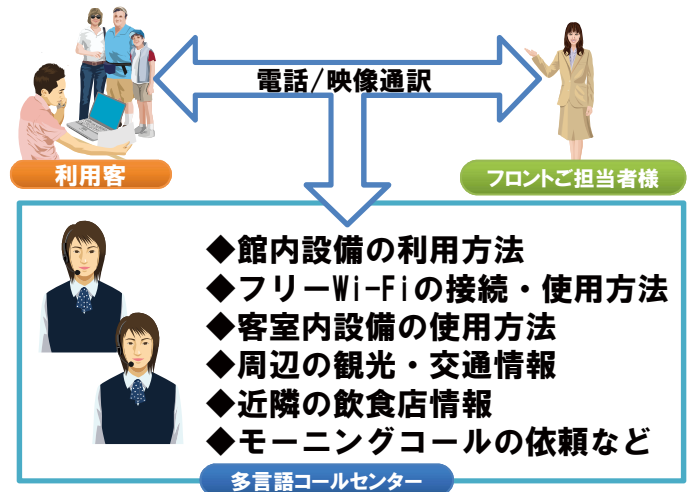 電話/映像通訳
利用客
フロントご担当者様
◆館内設備の利用方法
◆フリーWi-Fiの接続・使用方法
◆客室内設備の使用方法
◆周辺の観光・交通情報
◆近隣の飲食店情報
◆モーニングコールの依頼など
多言語コールセンター